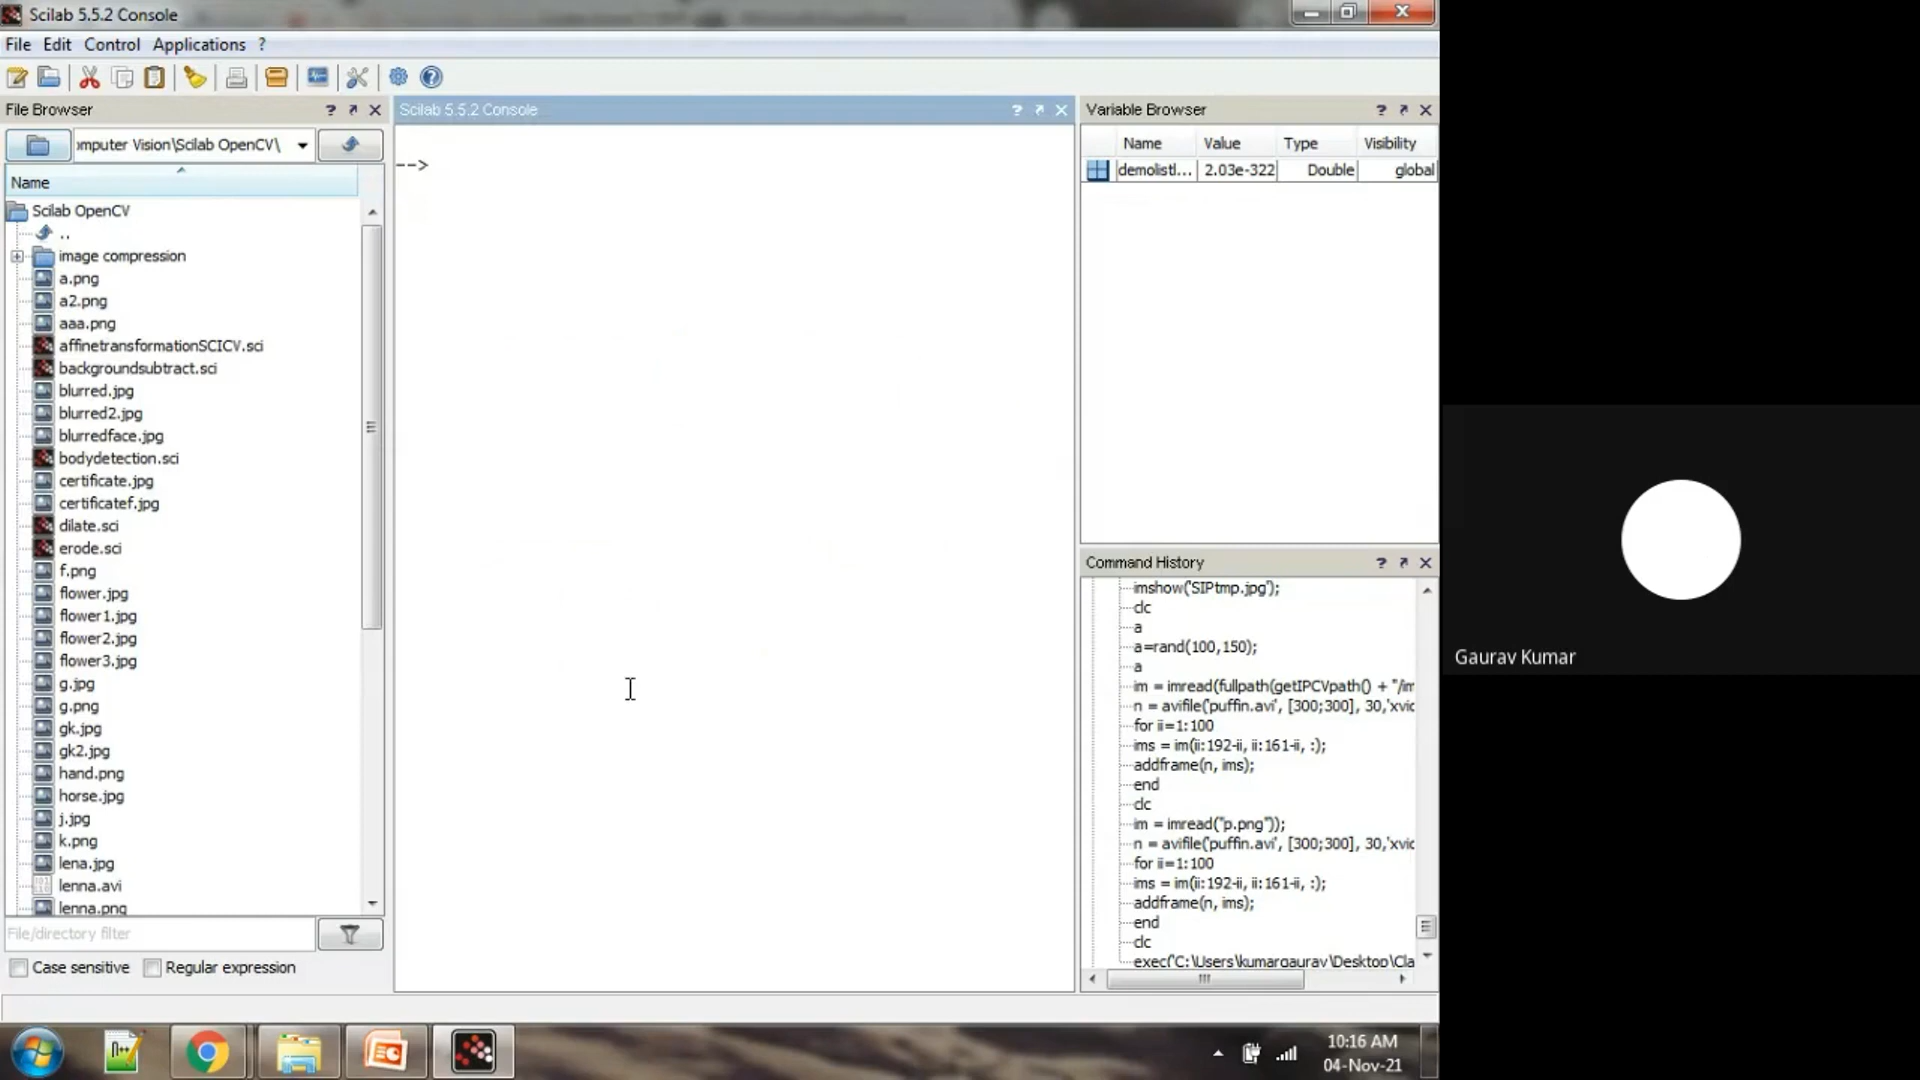 Scilab 5.5.2 Console
File Edit Control Applications ?
File Browser
Scilab 5.5.2 Console
Variable Browser
omputer Vision\Scilab OpenCV\
Name
Scilab OpenCV
..
image compression
a.png
a2.png
aaa.png
affinetransformationSCICV.sci
backgroundsubtract.sci
blurred.jpg
blurred2.jpg
blurredface.jpg
bodydetection.sci
certificate.jpg
certificatef.jpg
dilate.sci
erode.sci
f.png
flower.jpg
flower1.jpg
flower2.jpg
flower3.jpg
g.jpg
g.png
gk.jpg
gk2.jpg
hand.png
horse.jpg
j.jpg
k.png
lena.jpg
lenna.avi
lenna.png
File/directory filter
Case sensitive Regular expression
-->
Name Value Type Visibility
demolistl... 2.03e-322 Double global
Command History
imshow('SIPtmp.jpg');
clc
a
a=rand(100,150);
a
im = imread(fullpath(getIPCVpath() + "/im
n = avifile('puffin.avi', [300;300], 30,'xvic
for ii=1:100
ims = im(ii:192-ii, ii:161-ii, :);
addframe(n, ims);
end
clc
im = imread("p.png"));
n = avifile('puffin.avi', [300;300], 30,'xvic
for ii=1:100
ims = im(ii:192-ii, ii:161-ii, :);
addframe(n, ims);
end
clc
exec('C:\Users\kumargaurav\Desktop\Cla
Gaurav Kumar
10:16 AM
04-Nov-21